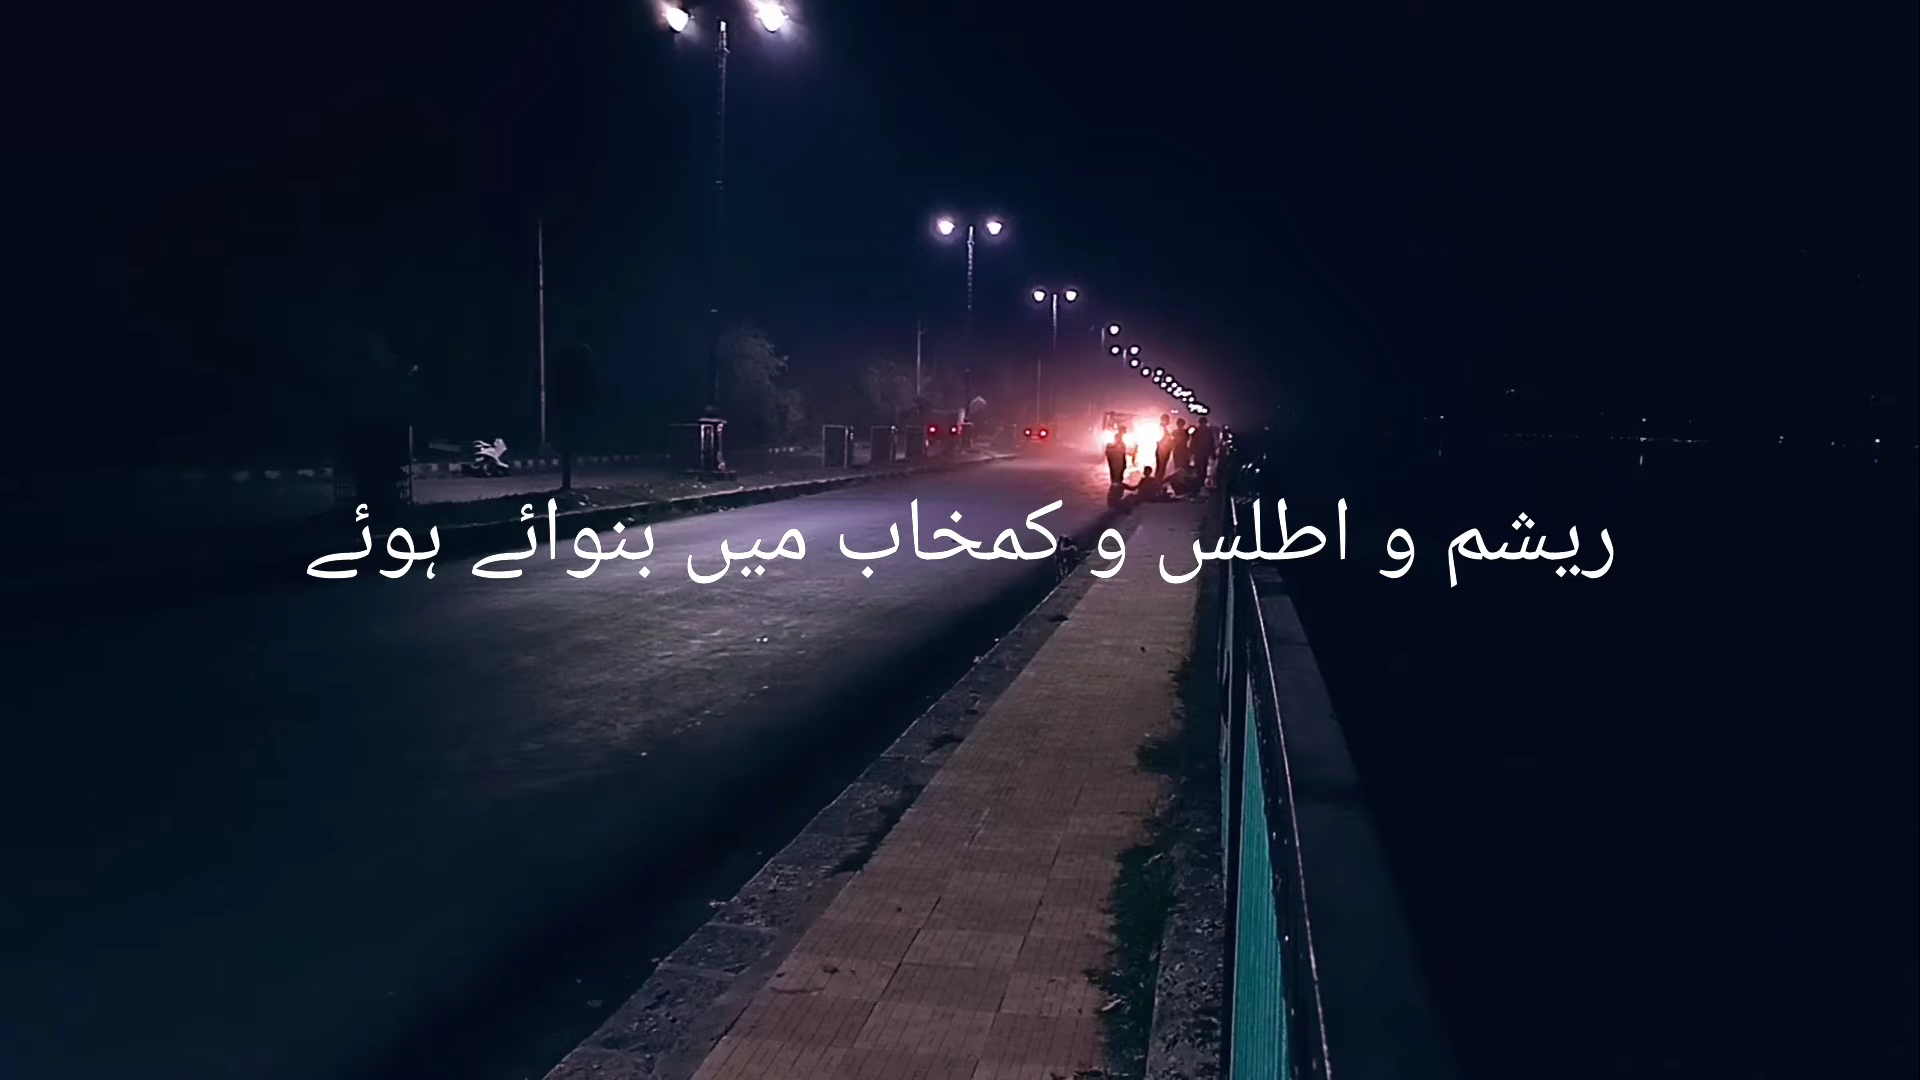 ریشم و اطلس و کمخاب میں بنوائے ہوئے